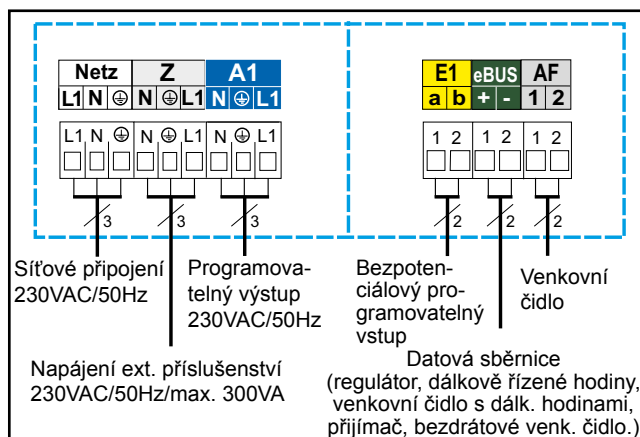 Netz Z A1 E1 eBUS AF
L1 N ⏚ N ⏚ L1 N ⏚ L1 a b + - 1 2
L1 N ⏚ N ⏚ L1 N ⏚ L1 1 2 1 2 1 2
3 3 3 2 2 2
Síťové připojení
230VAC/50Hz
Programova-
telný výstup
230VAC/50Hz
Bezpoten-
ciálový pro-
gramovatelný
vstup
Venkovní
čidlo
Napájení ext. příslušenství
230VAC/50Hz/max. 300VA
Datová sběrnice
(regulátor, dálkově řízené hodiny,
venkovní čidlo s dálk. hodinami,
přijímač, bezdrátové venk. čidlo.)